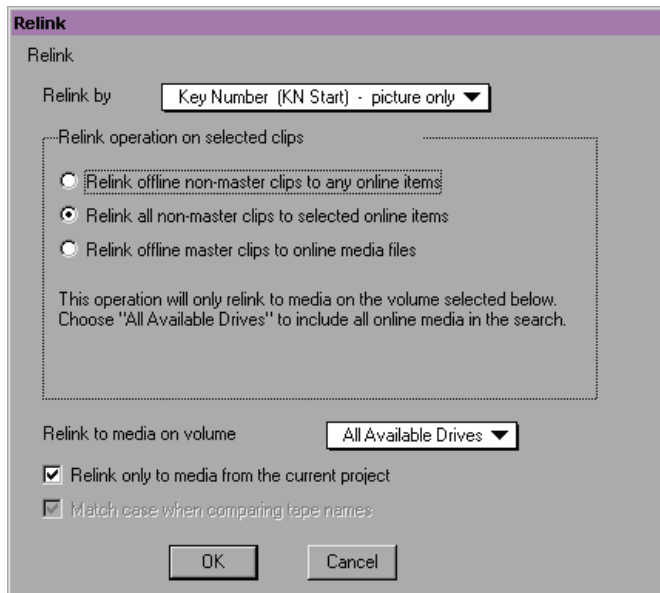 Relink
Relink
Relink by
Key Number (KN Start) - picture only
Relink operation on selected clips
Relink offline non-master clips to any online items
Relink all non-master clips to selected online items
Relink offline master clips to online media files
This operation will only relink to media on the volume selected below.
Choose "All Available Drives" to include all online media in the search.
Relink to media on volume
All Available Drives
Relink only to media from the current project
Match case when comparing tape names
OK
Cancel